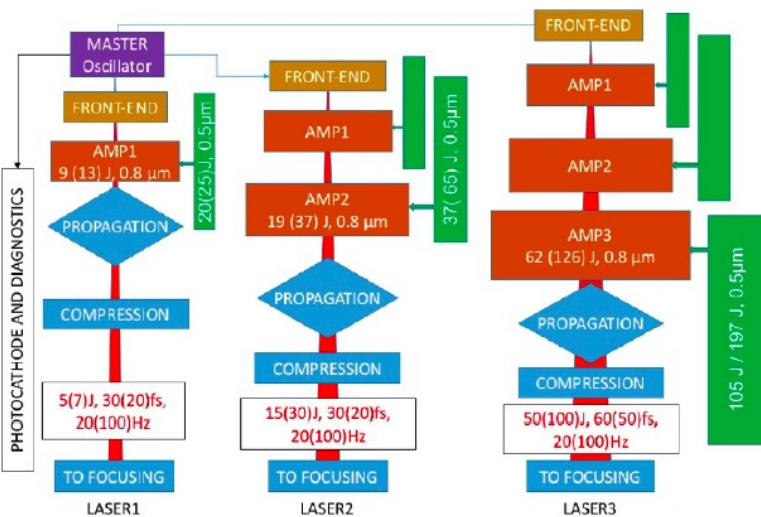 MASTER
Oscillator
FRONT-END
AMP1
9 (13) J, 0.8 µm
20(25)J, 0.5µm
PROPAGATION
COMPRESSION
5(7)J, 30(20)fs,
20(100)Hz
TO FOCUSING
LASER1
PHOTOCATHODE AND DIAGNOSTICS
FRONT-END
AMP1
AMP2
19 (37) J, 0.8 µm
37( 65) J, 0.5µm
PROPAGATION
COMPRESSION
15(30)J, 30(20)fs,
20(100)Hz
TO FOCUSING
LASER2
FRONT-END
AMP1
AMP2
AMP3
62 (126) J, 0.8 µm
105 J / 197 J, 0.5µm
PROPAGATION
COMPRESSION
50(100)J, 60(50)fs,
20(100)Hz
TO FOCUSING
LASER3